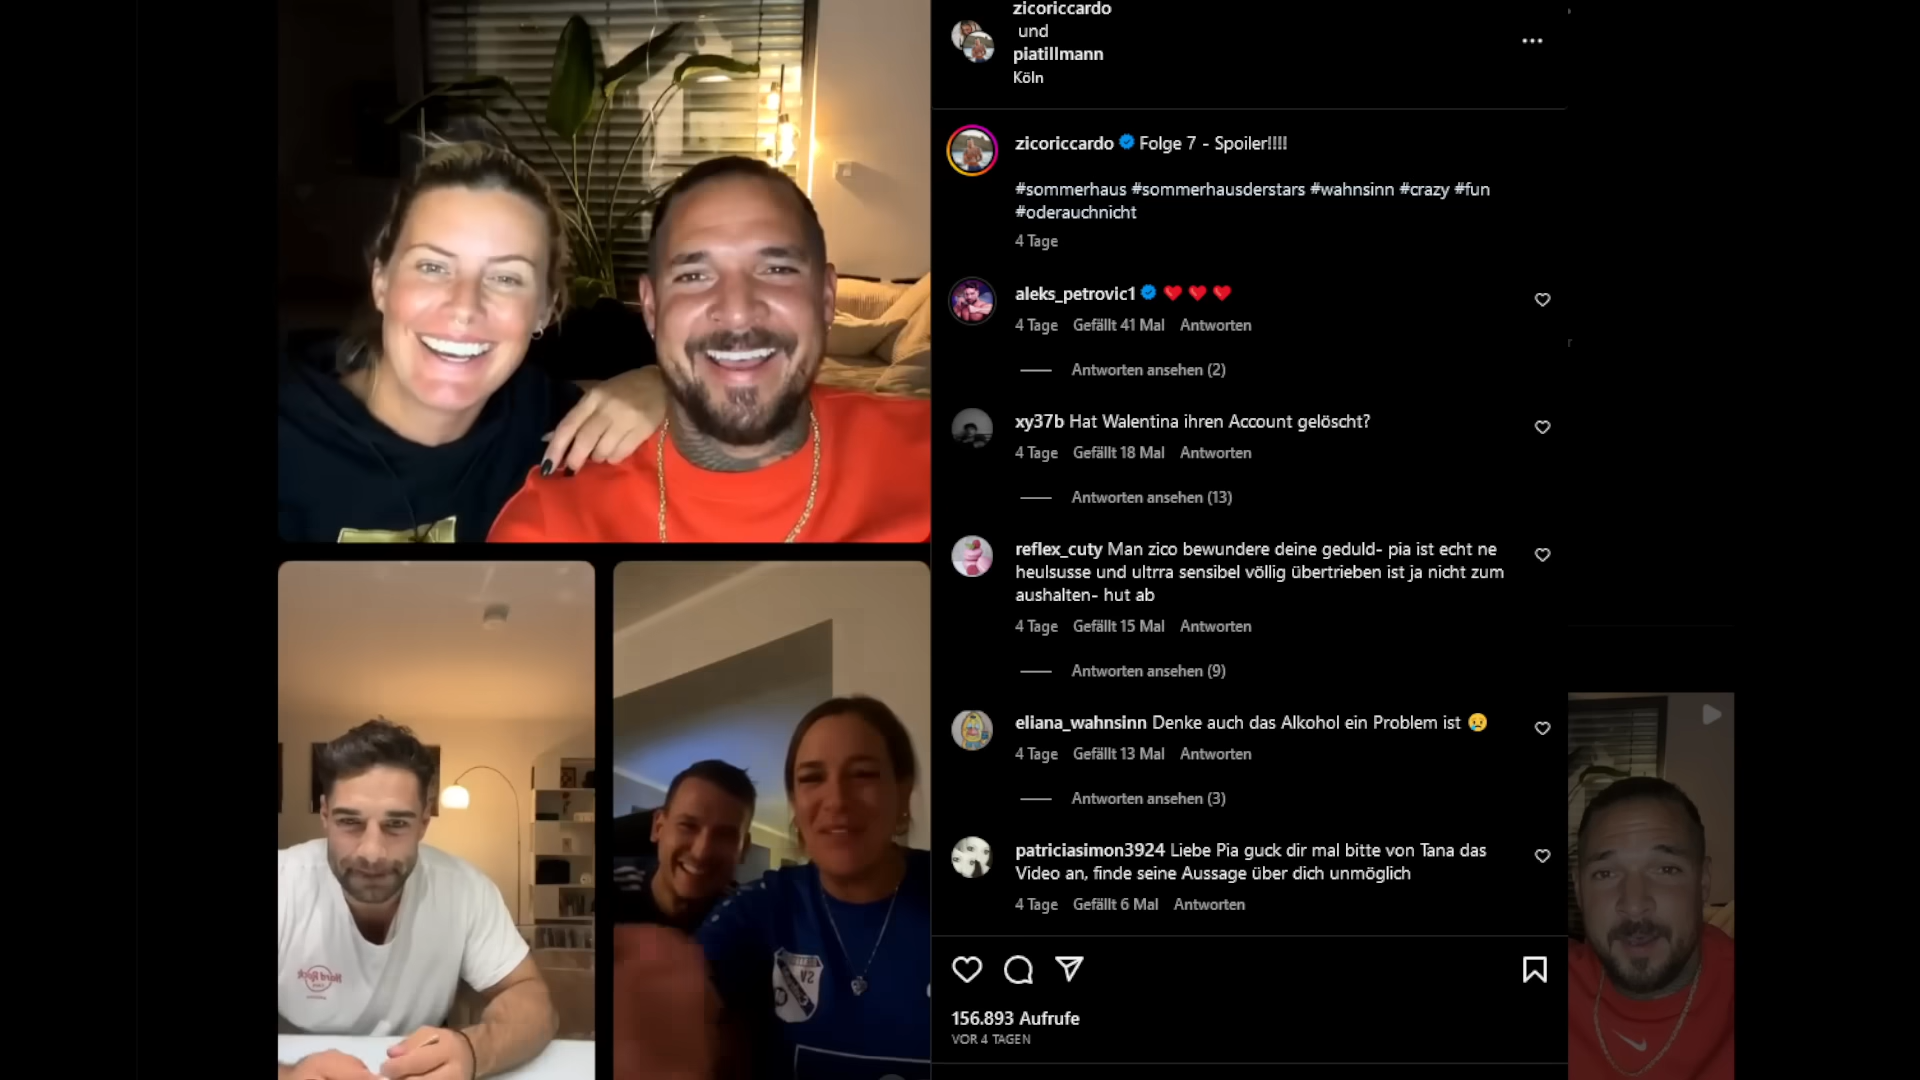 zicoriccardo
und
piatillmann
Köln
zicoriccardo Folge 7 - Spoiler!!!!
#sommerhaus #sommerhausderstars #wahnsinn #crazy #fun
#oderauchnicht
4 Tage
aleks_petrovic1 ❤️❤️❤️
4 Tage Gefällt 41 Mal Antworten
Antworten ansehen (2)
xy37b Hat Walentina ihren Account gelöscht?
4 Tage Gefällt 18 Mal Antworten
Antworten ansehen (13)
reflex_cuty Man zico bewundere deine geduld- pia ist echt ne
heulsusse und ultrra sensibel völlig übertrieben ist ja nicht zum
aushalten- hut ab
4 Tage Gefällt 15 Mal Antworten
Antworten ansehen (9)
eliana_wahnsinn Denke auch das Alkohol ein Problem ist 😥
4 Tage Gefällt 13 Mal Antworten
Antworten ansehen (3)
patriciasimon3924 Liebe Pia guck dir mal bitte von Tana das
Video an, finde seine Aussage über dich unmöglich
4 Tage Gefällt 6 Mal Antworten
156.893 Aufrufe
VOR 4 TAGEN
Hard Rock
SV